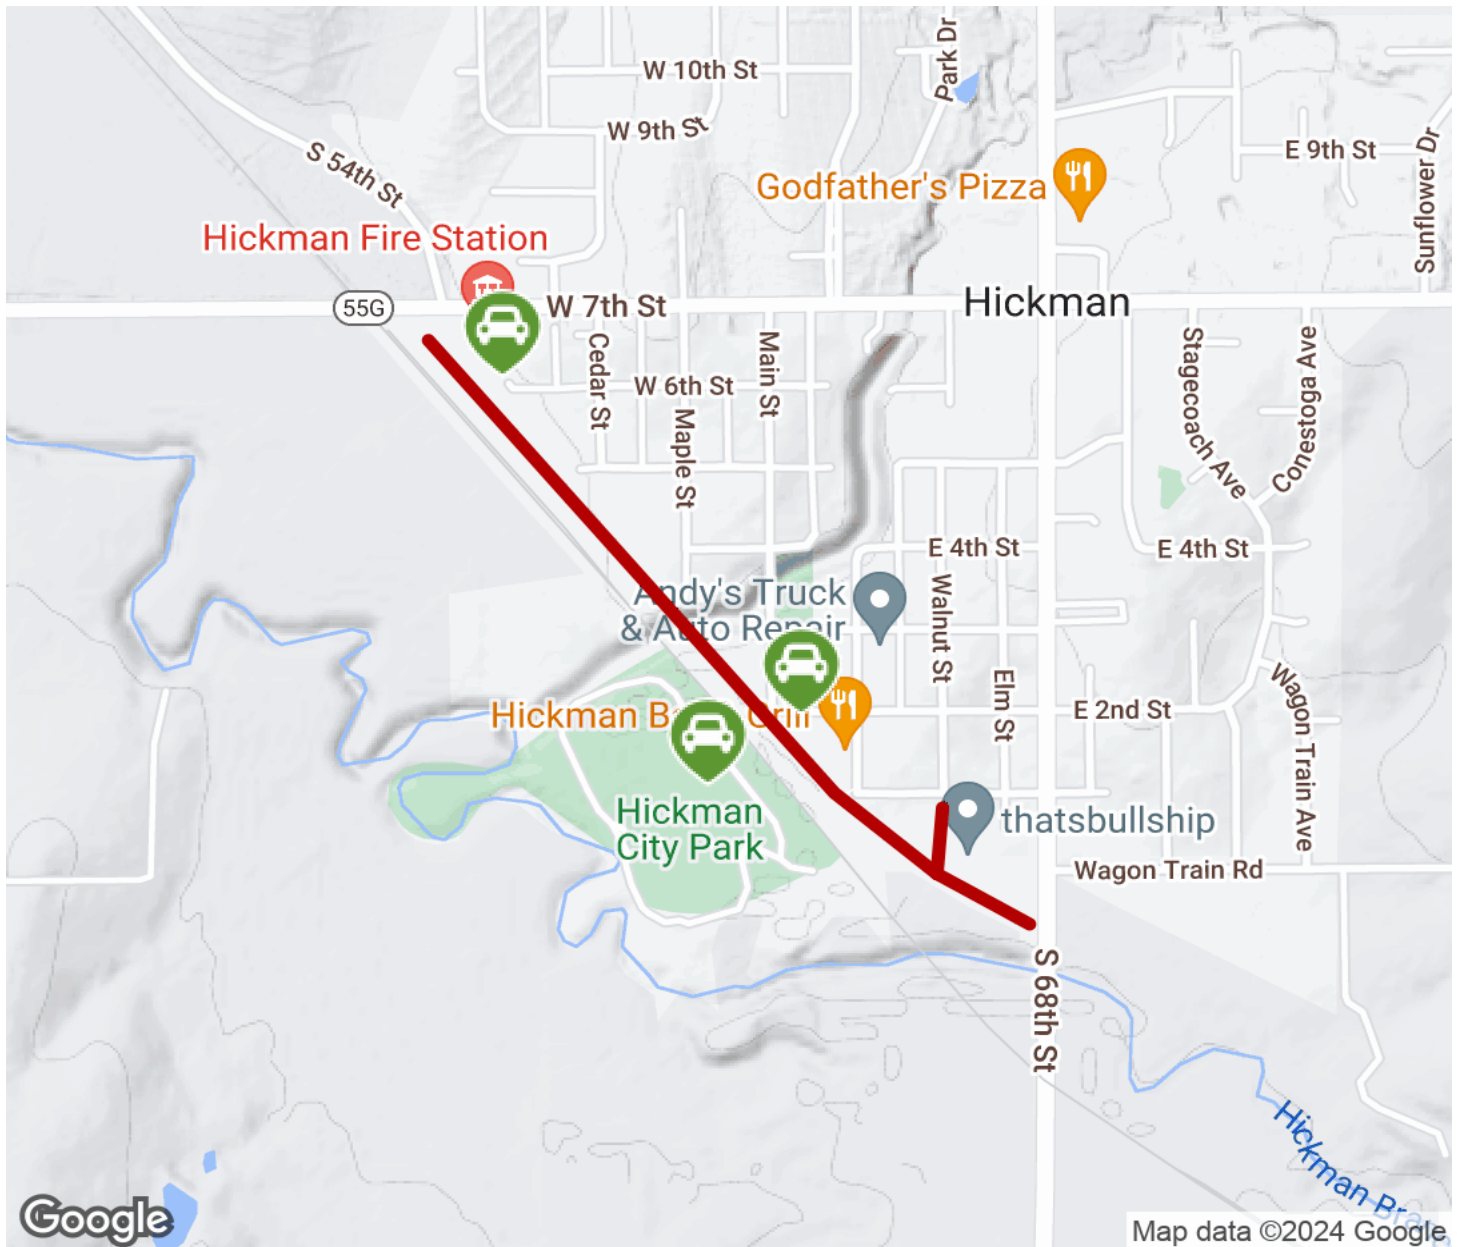 W 10th St
Park Dr
W 9th St
S 54th St
E 9th St
Sunflower Dr
Godfather's Pizza
Hickman Fire Station
55G
W 7th St
Hickman
Cedar St
Main St
W 6th St
Maple St
Stagecoach Ave
Conestoga Ave
E 4th St
E 4th St
Andy's Truck
& Auto Repair
Walnut St
Elm St
E 2nd St
Wagon Train Ave
Hickman Grill
Hickman
City Park
thatsbullship
Wagon Train Rd
S 68th St
Hickman
Google
Map data ©2024 Google